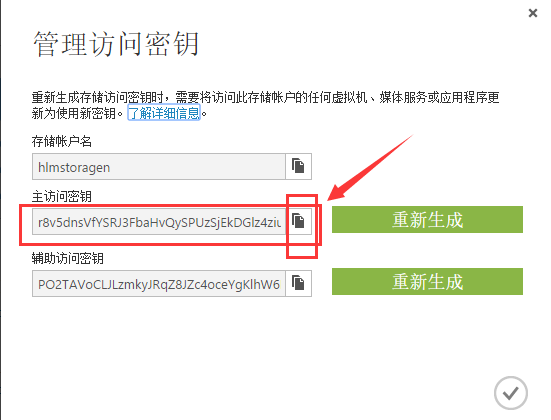 管理访问密钥
重新生成存储访问密钥时，需要将访问此存储帐户的任何虚拟机、媒体服务或应用程序更
新为使用新密钥。了解详细信息。
存储帐户名
hlmstoragen
主访问密钥
r8v5dnsVfYSRJ3FbaHvQySPUzSjEkDGlz4ziu
重新生成
辅助访问密钥
PO2TAVoCLJLzmkyJRqZ8JZc4oceYgKlhW6
重新生成